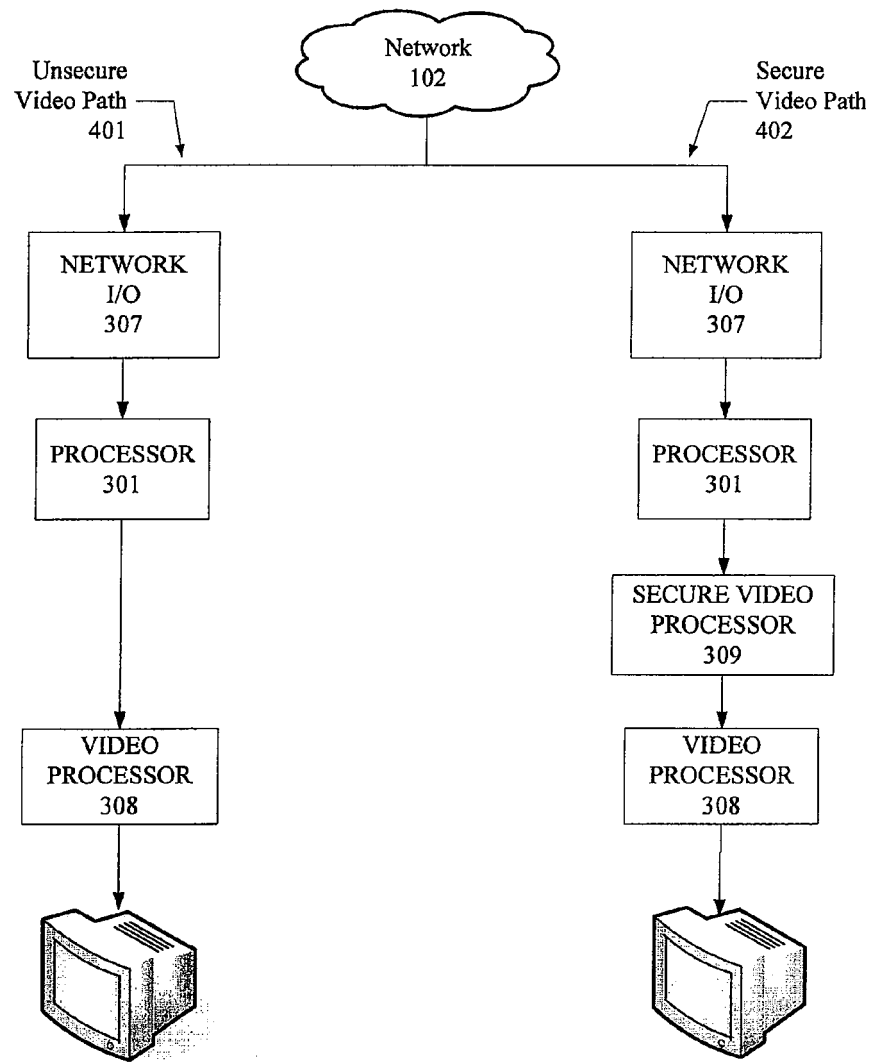 Network
102
Unsecure
Video Path
401
Secure
Video Path
402
NETWORK
I/O
307
NETWORK
I/O
307
PROCESSOR
301
PROCESSOR
301
SECURE VIDEO
PROCESSOR
309
VIDEO
PROCESSOR
308
VIDEO
PROCESSOR
308